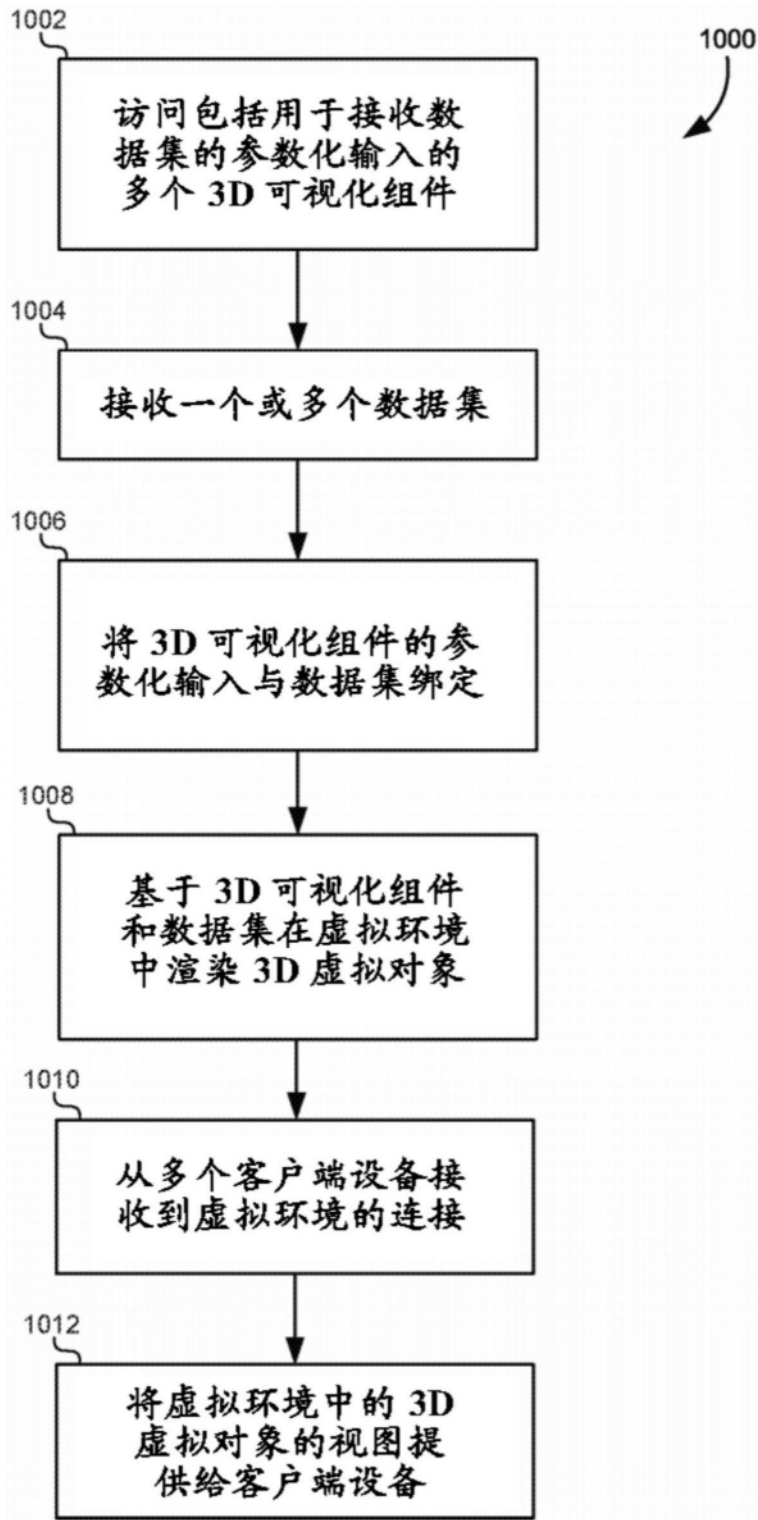 1002
1000
访问包括用于接收数
据集的参数化输入的
多个 3D 可视化组件
1004
接收一个或多个数据集
1006
将 3D 可视化组件的参
数化输入与数据集绑定
1008
基于 3D 可视化组件
和数据集在虚拟环境
中渲染 3D 虚拟对象
1010
从多个客户端设备接
收到虚拟环境的连接
1012
将虚拟环境中的 3D
虚拟对象的视图提
供给客户端设备